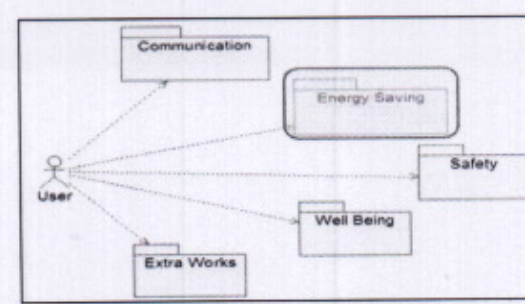 Communication
Energy Saving
Safety
User
Well Being
Extra Works